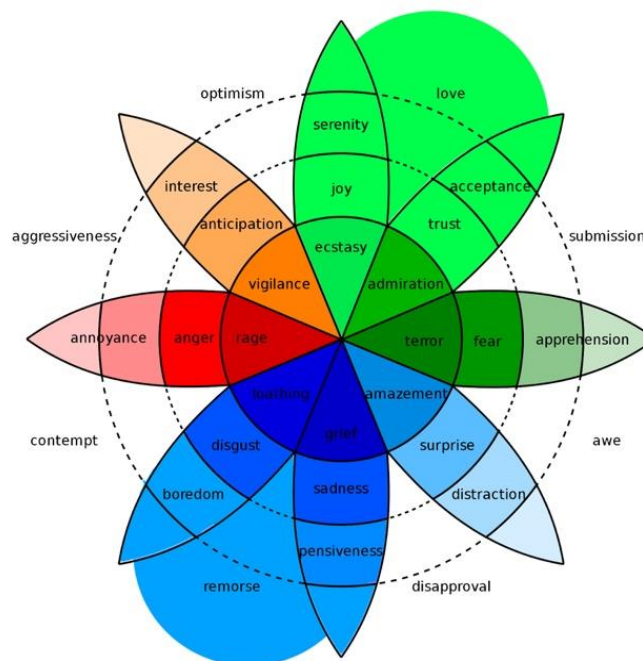 optimism
love
serenity
interest
acceptance
joy
anticipation
trust
aggressiveness
submission
ecstasy
vigilance
admiration
annoyance
anger
rage
terror
fear
apprehension
loathing
amazement
grief
contempt
disgust
surprise
awe
boredom
sadness
distraction
pensiveness
remorse
disapproval